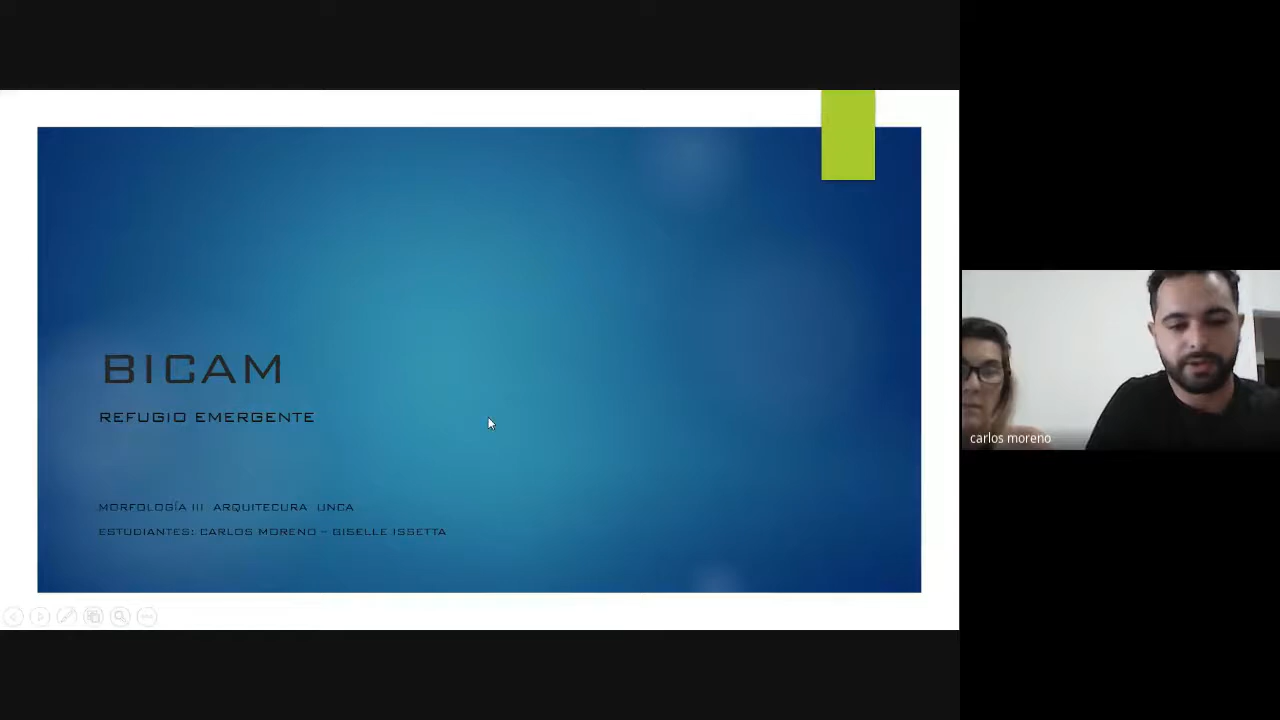 BICAM
REFUGIO EMERGENTE
MORFOLOGÍA III ARQUITECURA UNCA
ESTUDIANTES: CARLOS MORENO – GISELLE ISSETTA
carlos moreno